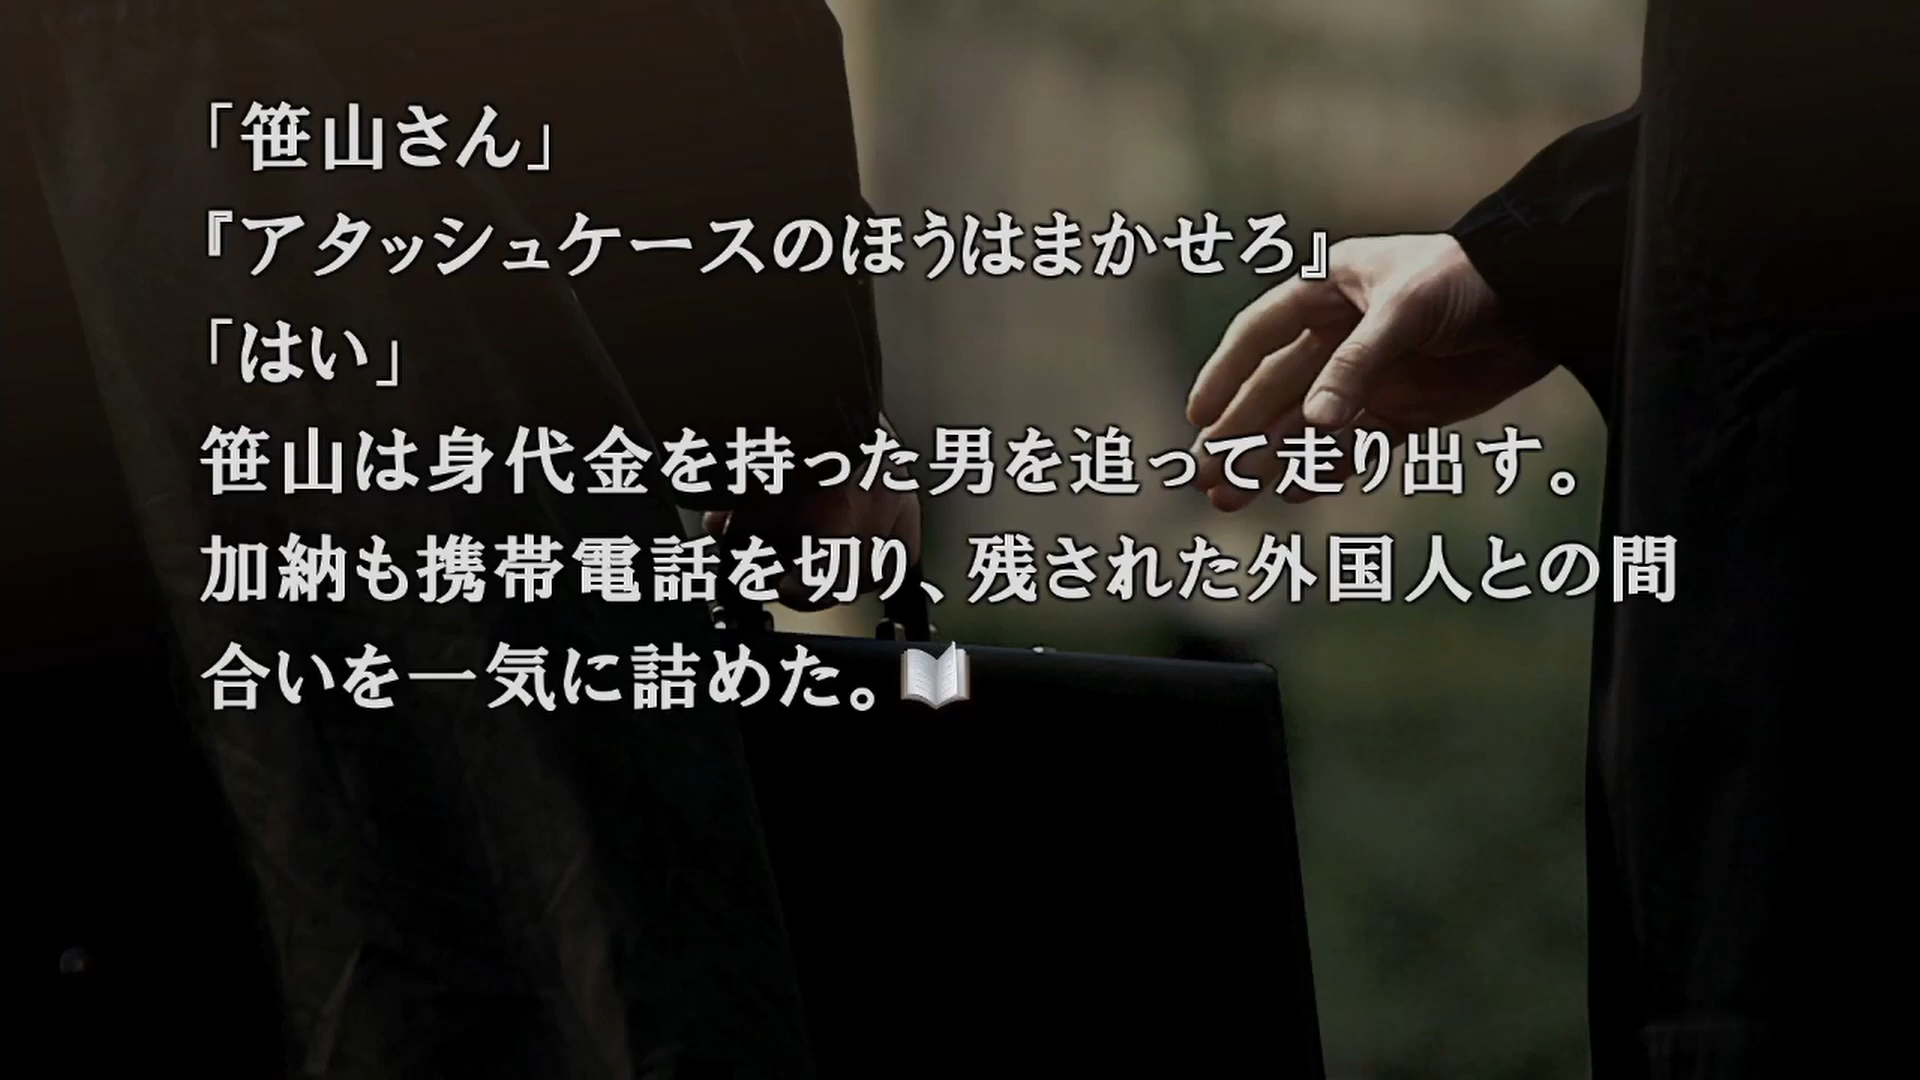 「笹山さん」
『アタッシュケースのほうはまかせろ』
「はい」
笹山は身代金を持った男を追って走り出す。
加納も携帯電話を切り、残された外国人との間
合いを一気に詰めた。